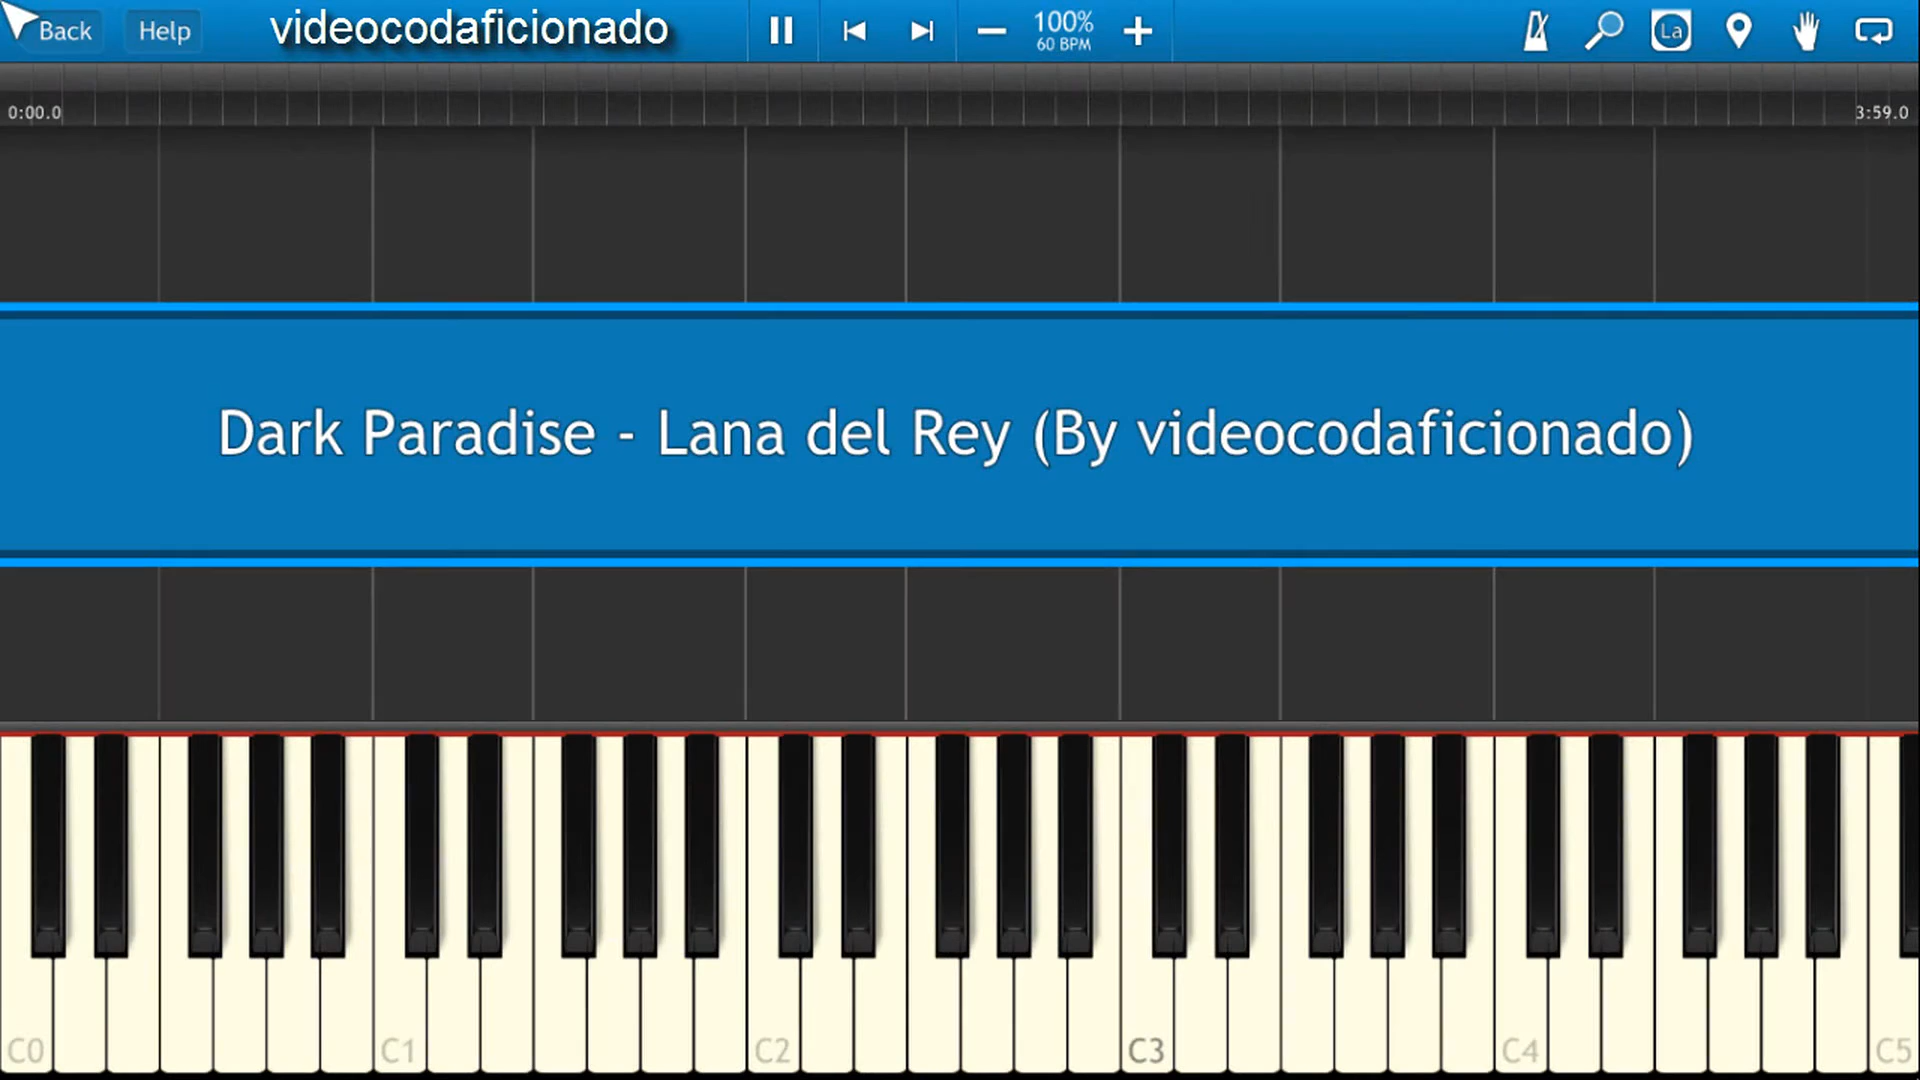 Back Help videocodaficionado 100%
60 BPM
La
0:00.0 3:59.0
Dark Paradise - Lana del Rey (By videocodaficionado)
C0 C1 C2 C3 C4 C5